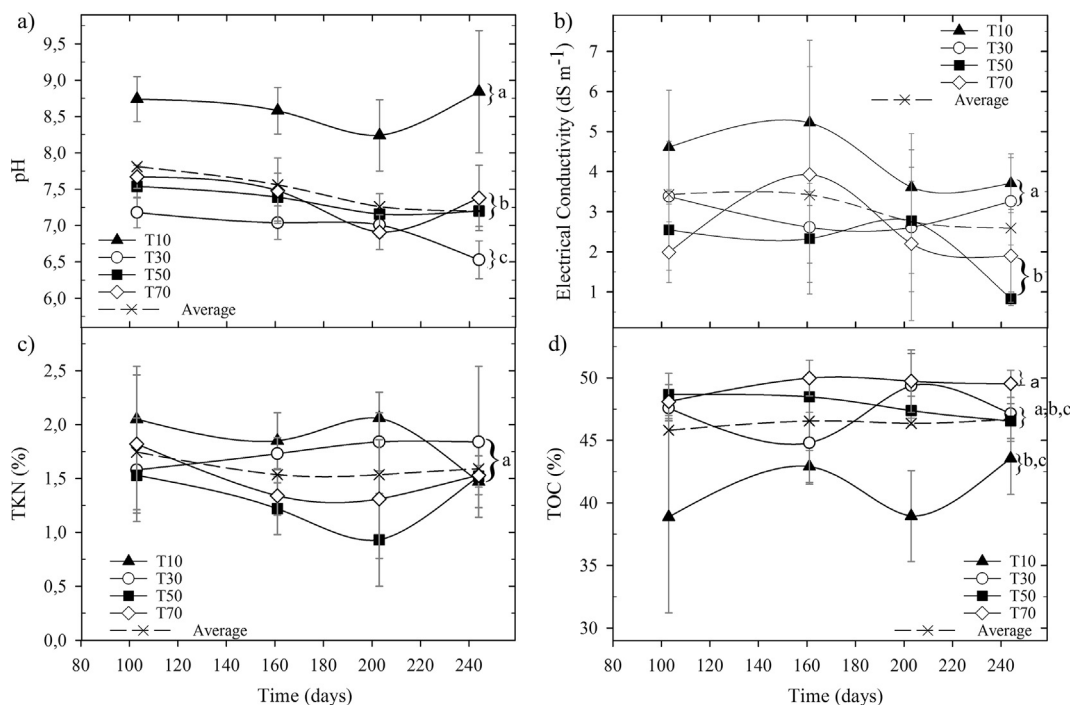 a)
9,5
9,0
8,5
8,0
7,5
7,0
6,5
6,0
pH
T10
T30
T50
T70
Average
a
b
c
b)
7
6
5
4
3
2
1
Electrical Conductivity (dS m⁻¹)
T10
T30
T50
T70
Average
a
b
c)
2,5
2,0
1,5
1,0
0,5
0,0
TKN (%)
T10
T30
T50
T70
Average
a
80 100 120 140 160 180 200 220 240
Time (days)
d)
50
45
40
35
30
TOC (%)
T10
T30
T50
T70
Average
a
a,b,c
b,c
80 100 120 140 160 180 200 220 240
Time (days)